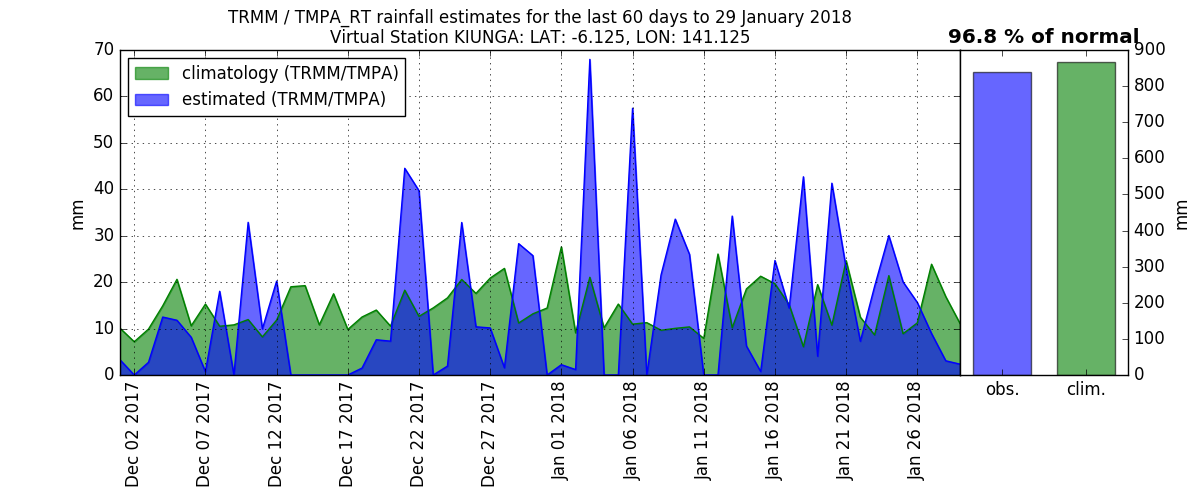 TRMM / TMPA_RT rainfall estimates for the last 60 days to 29 January 2018
Virtual Station KIUNGA: LAT: -6.125, LON: 141.125
96.8 % of normal
climatology (TRMM/TMPA)
estimated (TRMM/TMPA)
70
60
50
40
30
20
10
0
mm
Dec 02 2017
Dec 07 2017
Dec 12 2017
Dec 17 2017
Dec 22 2017
Dec 27 2017
Jan 01 2018
Jan 06 2018
Jan 11 2018
Jan 16 2018
Jan 21 2018
Jan 26 2018
obs.
clim.
900
800
700
600
500
400
300
200
100
0
mm